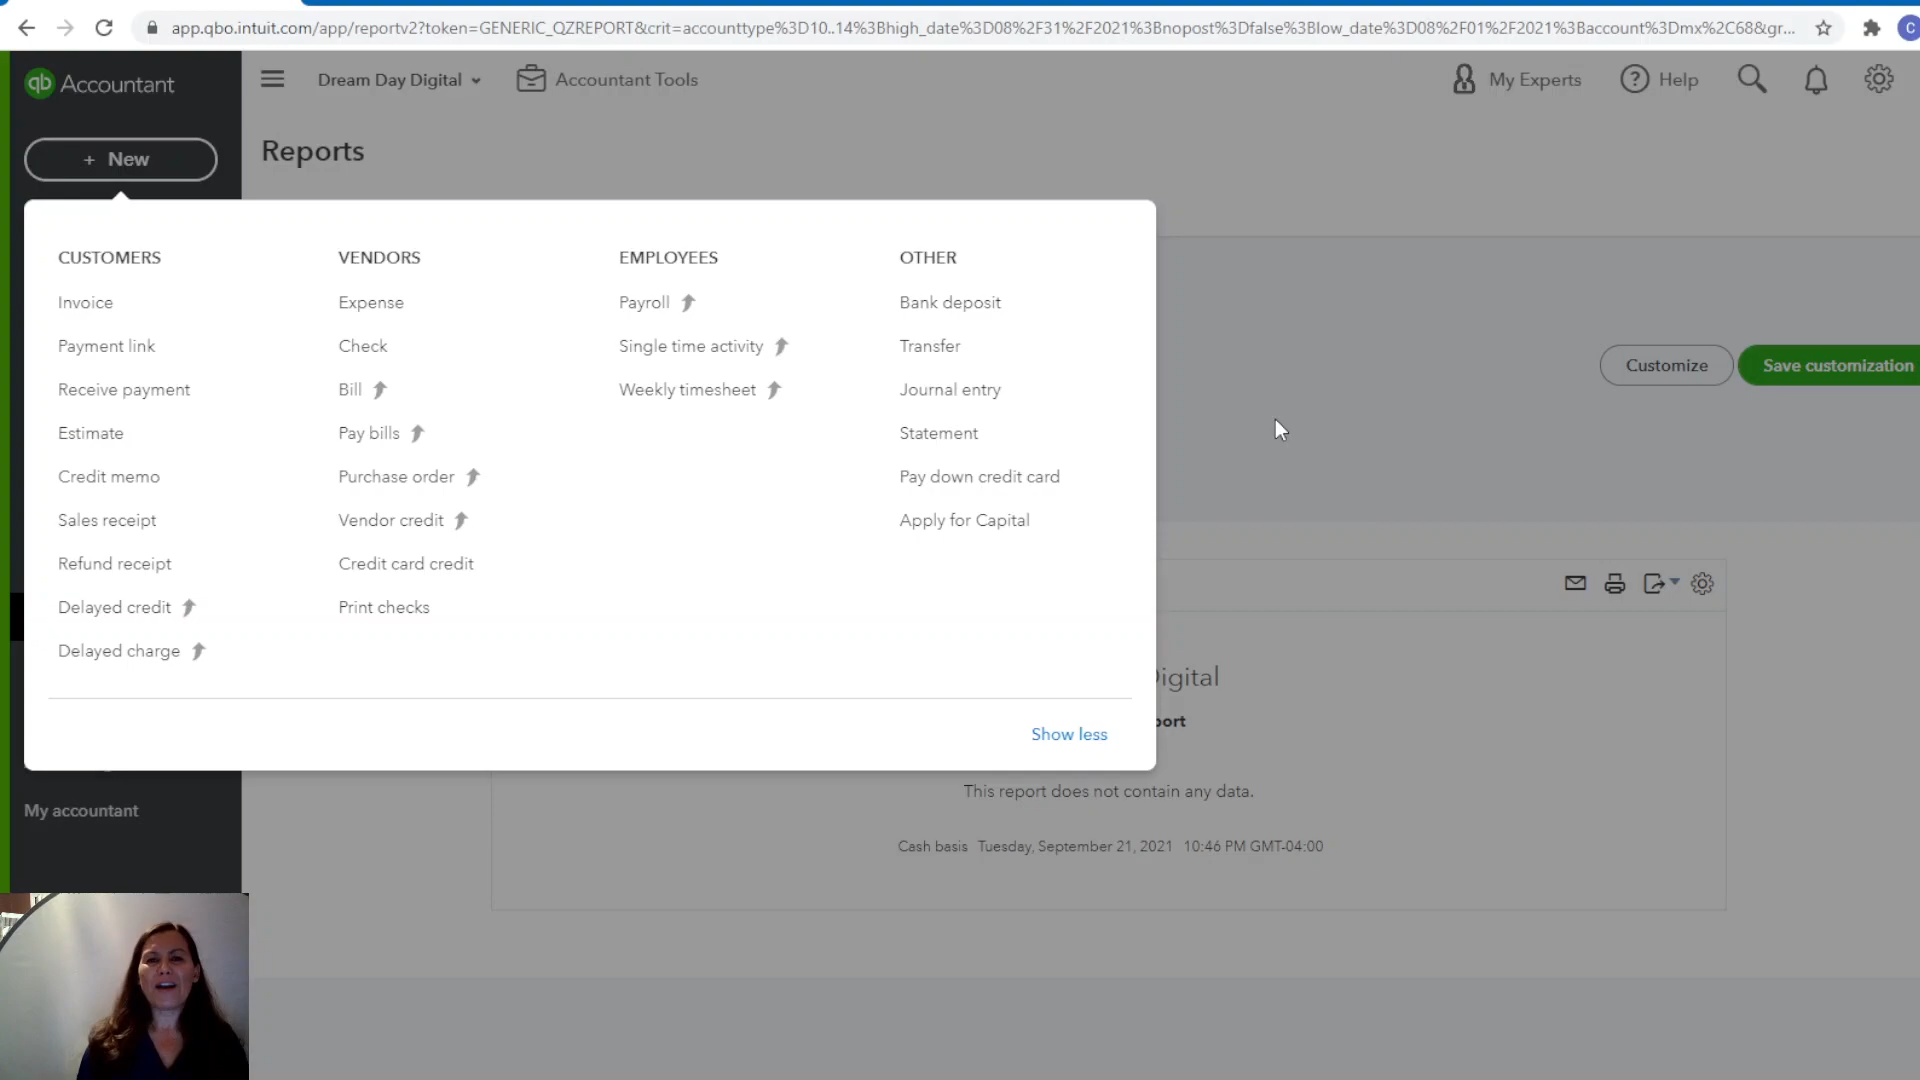 app.qbo.intuit.com/app/reportv2?token=GENERIC_QZREPORT&crit=accounttype%3D10..14%3Bhigh_date%3D08%2F31%2F2021%3Bnopost%3Dfalse%3Blow_date%3D08%2F01%2F2021%3Baccount%3Dmx%2C68&gr...
C
qb Accountant
Dream Day Digital
Accountant Tools
My Experts
? Help
+ New
Reports
CUSTOMERS
Invoice
Payment link
Receive payment
Estimate
Credit memo
Sales receipt
Refund receipt
Delayed credit
Delayed charge
VENDORS
Expense
Check
Bill
Pay bills
Purchase order
Vendor credit
Credit card credit
Print checks
EMPLOYEES
Payroll
Single time activity
Weekly timesheet
OTHER
Bank deposit
Transfer
Journal entry
Statement
Pay down credit card
Apply for Capital
Show less
Customize
Save customization
Digital
port
This report does not contain any data.
Cash basis Tuesday, September 21, 2021 10:46 PM GMT-04:00
My accountant